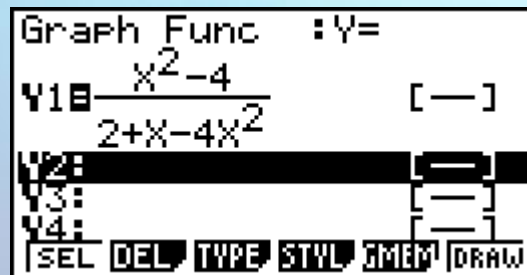 Graph Func :Y=
Y1=(X²-4)/(2+X-4X²) [—]
Y2: [—]
Y3: [—]
Y4: [—]
SEL DEL TYPE STYL GMEM DRAW